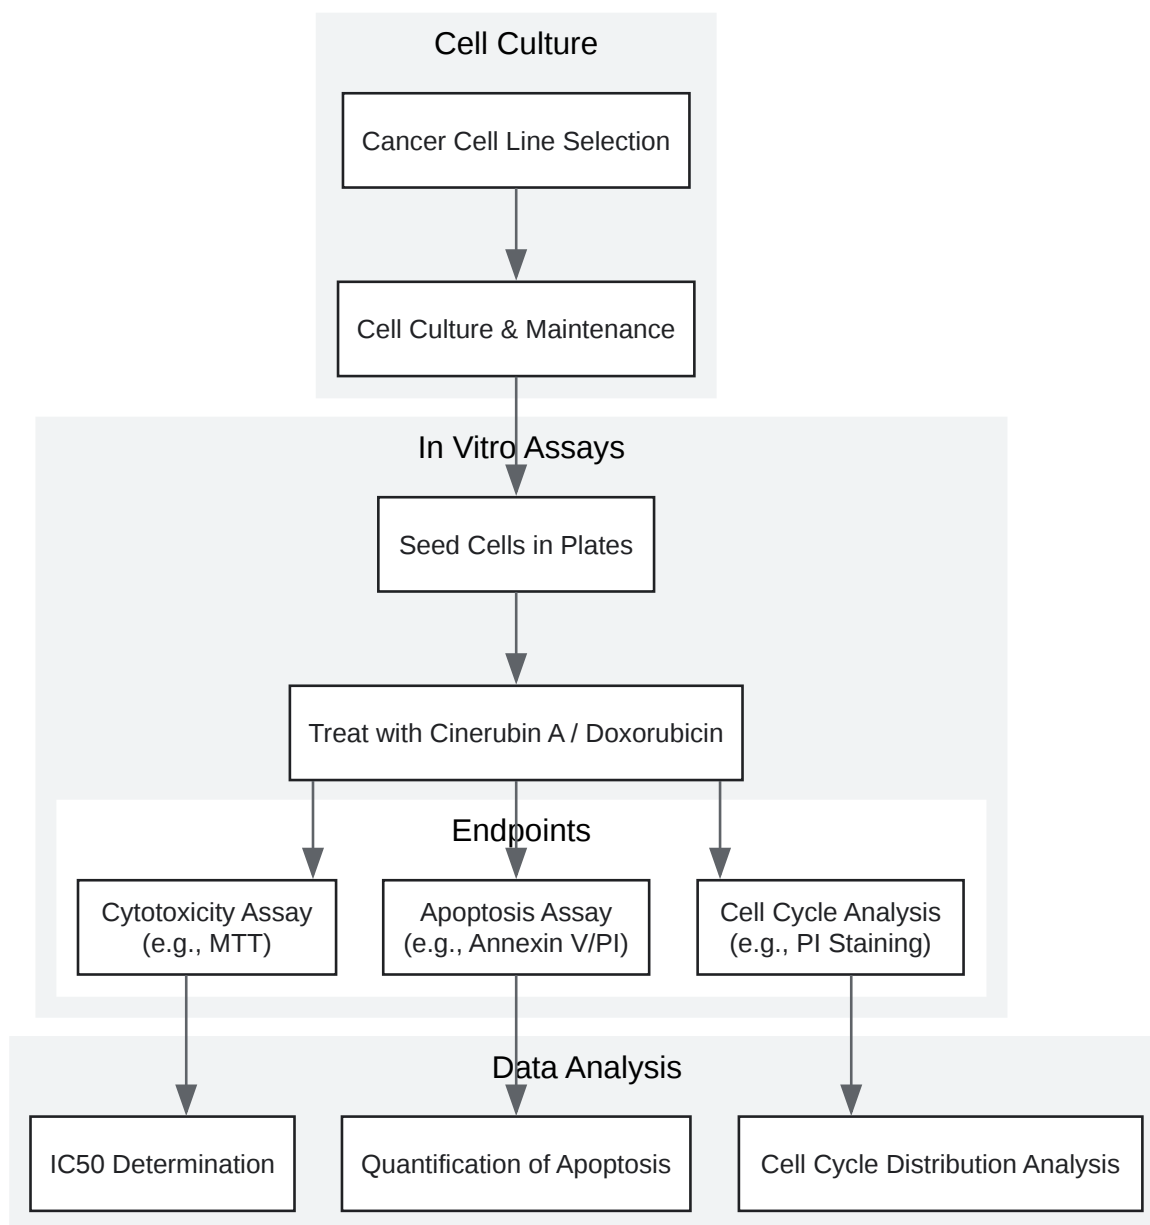 Cell Culture
Cancer Cell Line Selection
Cell Culture & Maintenance
In Vitro Assays
Seed Cells in Plates
Treat with Cinerubin A / Doxorubicin
Endpoints
Cytotoxicity Assay
(e.g., MTT)
Apoptosis Assay
(e.g., Annexin V/PI)
Cell Cycle Analysis
(e.g., PI Staining)
Data Analysis
IC50 Determination
Quantification of Apoptosis
Cell Cycle Distribution Analysis